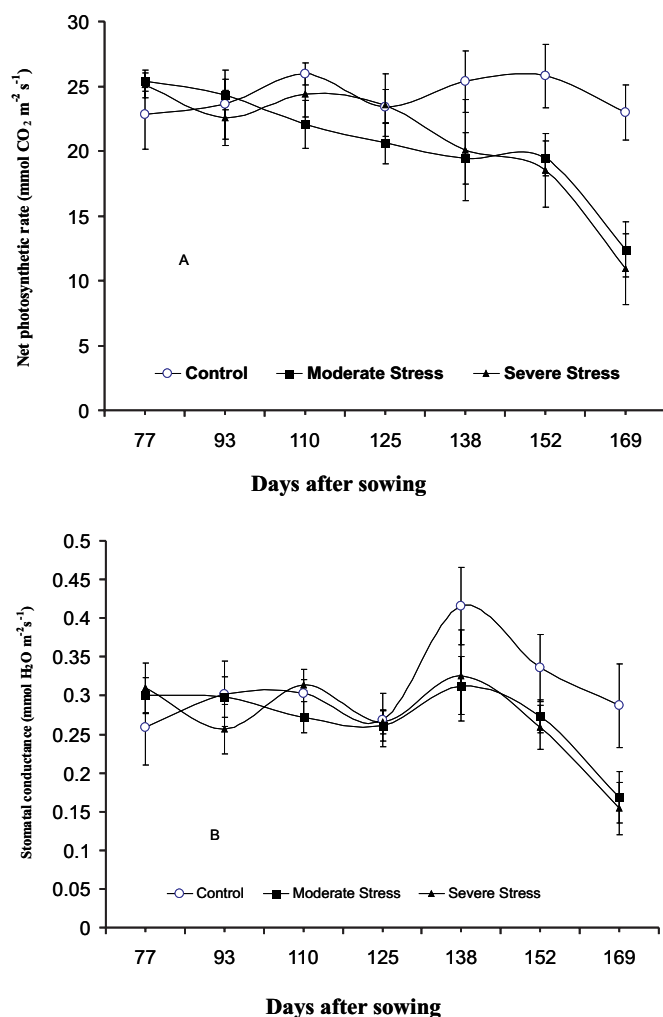 Net photosynthetic rate (mmol CO₂ m⁻² s⁻¹)
30
25
20
15
10
5
0
A
Control Moderate Stress Severe Stress
77 93 110 125 138 152 169
Days after sowing
Stomatal conductance (mmol H₂O m⁻²s⁻¹)
0.5
0.45
0.4
0.35
0.3
0.25
0.2
0.15
0.1
0.05
0
B
Control Moderate Stress Severe Stress
77 93 110 125 138 152 169
Days after sowing